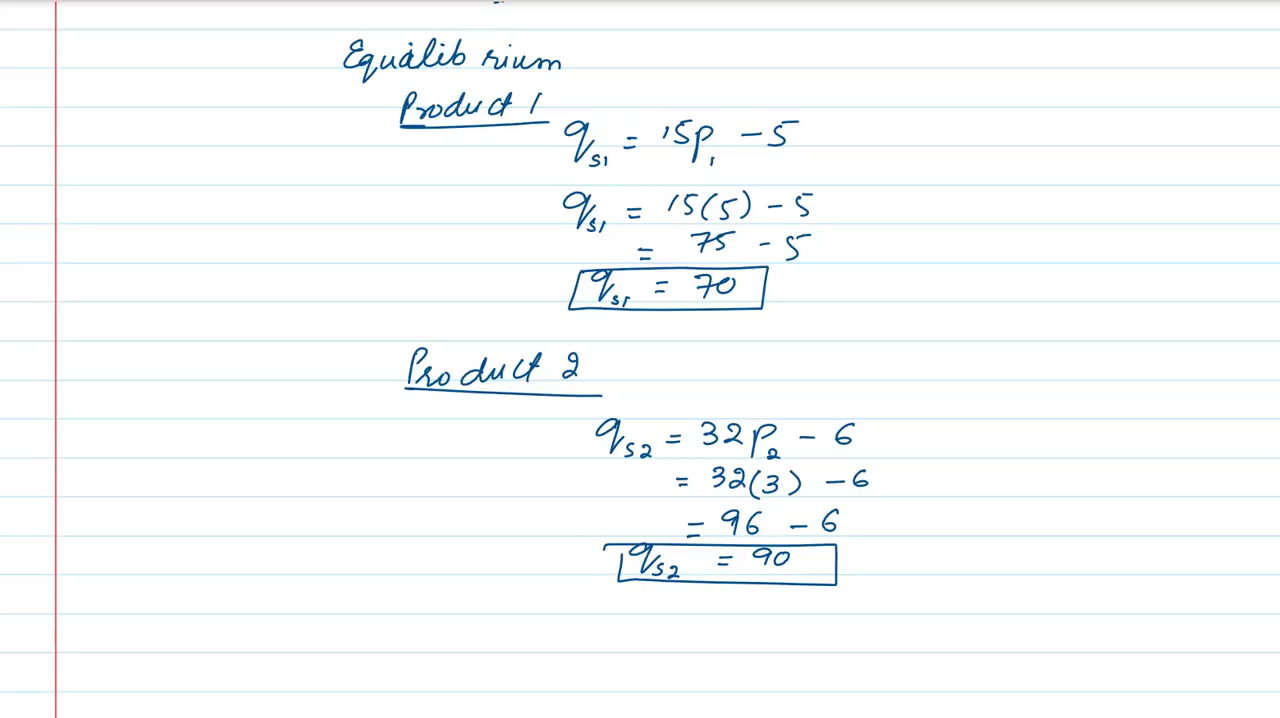 Equalibrium
Product 1
qs1 = 15p1 - 5
qs1 = 15(5) - 5
= 75 - 5
qs1 = 70
Product 2
qs2 = 32p2 - 6
= 32(3) - 6
= 96 - 6
qs2 = 90